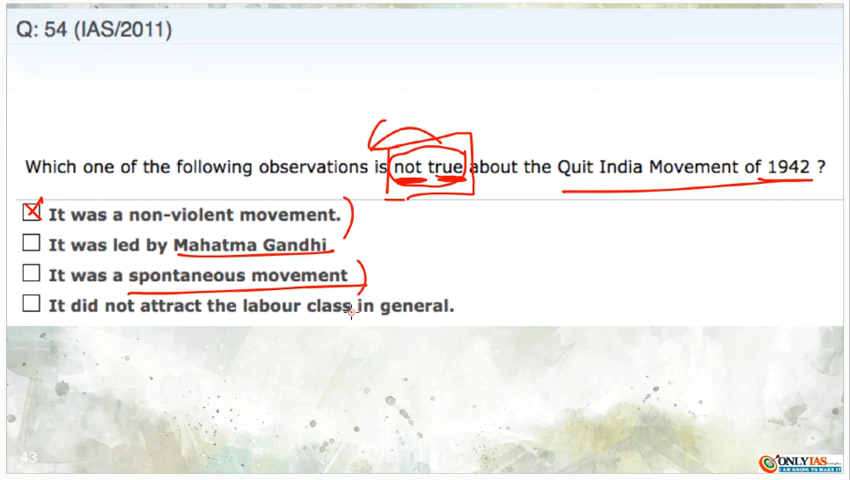 Q: 54 (IAS/2011)
Which one of the following observations is not true about the Quit India Movement of 1942 ?
It was a non-violent movement.
It was led by Mahatma Gandhi
It was a spontaneous movement
It did not attract the labour class in general.
43
ONLYIAS
I AM GOING TO MAKE IT